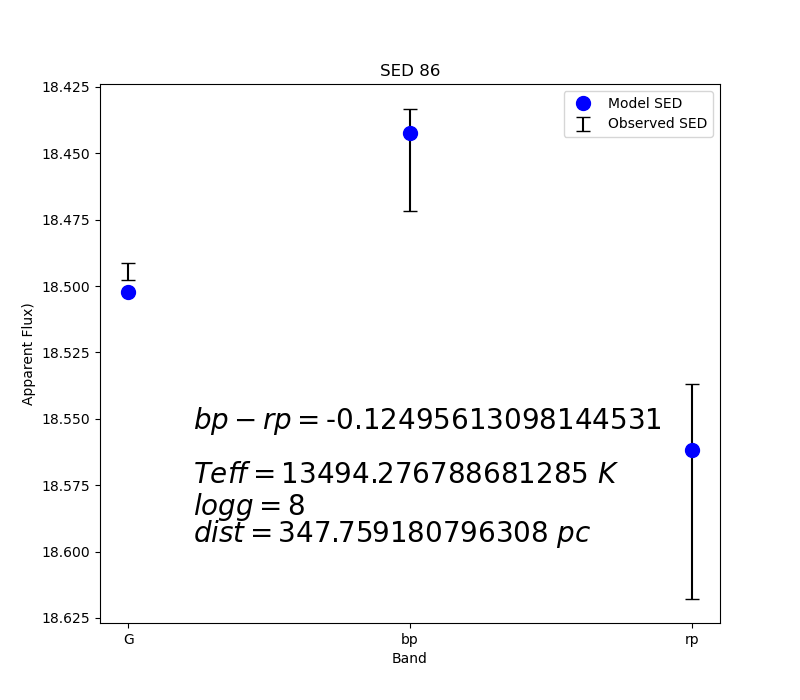 SED 86
18.425
18.450
18.475
18.500
18.525
18.550
18.575
18.600
18.625
Apparent Flux)
Model SED
Observed SED
bp − rp = -0.12495613098144531
Teff = 13494.276788681285 K
logg = 8
dist = 347.759180796308 pc
G bp rp
Band